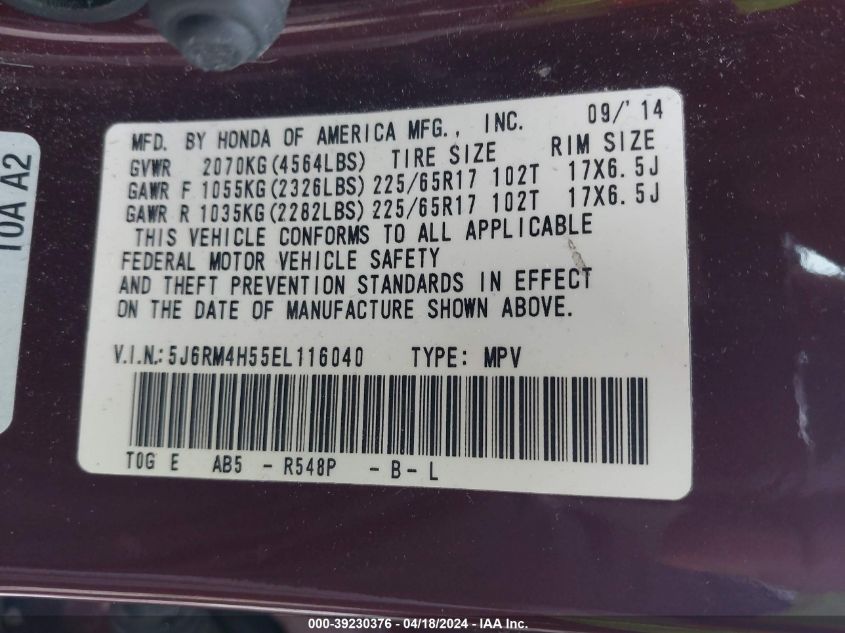 10A A2
09/'14
MFD. BY HONDA OF AMERICA MFG., INC.
GVWR 2070KG(4564LBS) TIRE SIZE RIM SIZE
GAWR F 1055KG(2326LBS) 225/65R17 102T 17X6.5J
GAWR R 1035KG(2282LBS) 225/65R17 102T 17X6.5J
THIS VEHICLE CONFORMS TO ALL APPLICABLE
FEDERAL MOTOR VEHICLE SAFETY
AND THEFT PREVENTION STANDARDS IN EFFECT
ON THE DATE OF MANUFACTURE SHOWN ABOVE.
V.I.N.: 5J6RM4H55EL116040 TYPE: MPV
T0G E AB5 - R548P - B - L
000-39230376 - 04/18/2024 - IAA Inc.